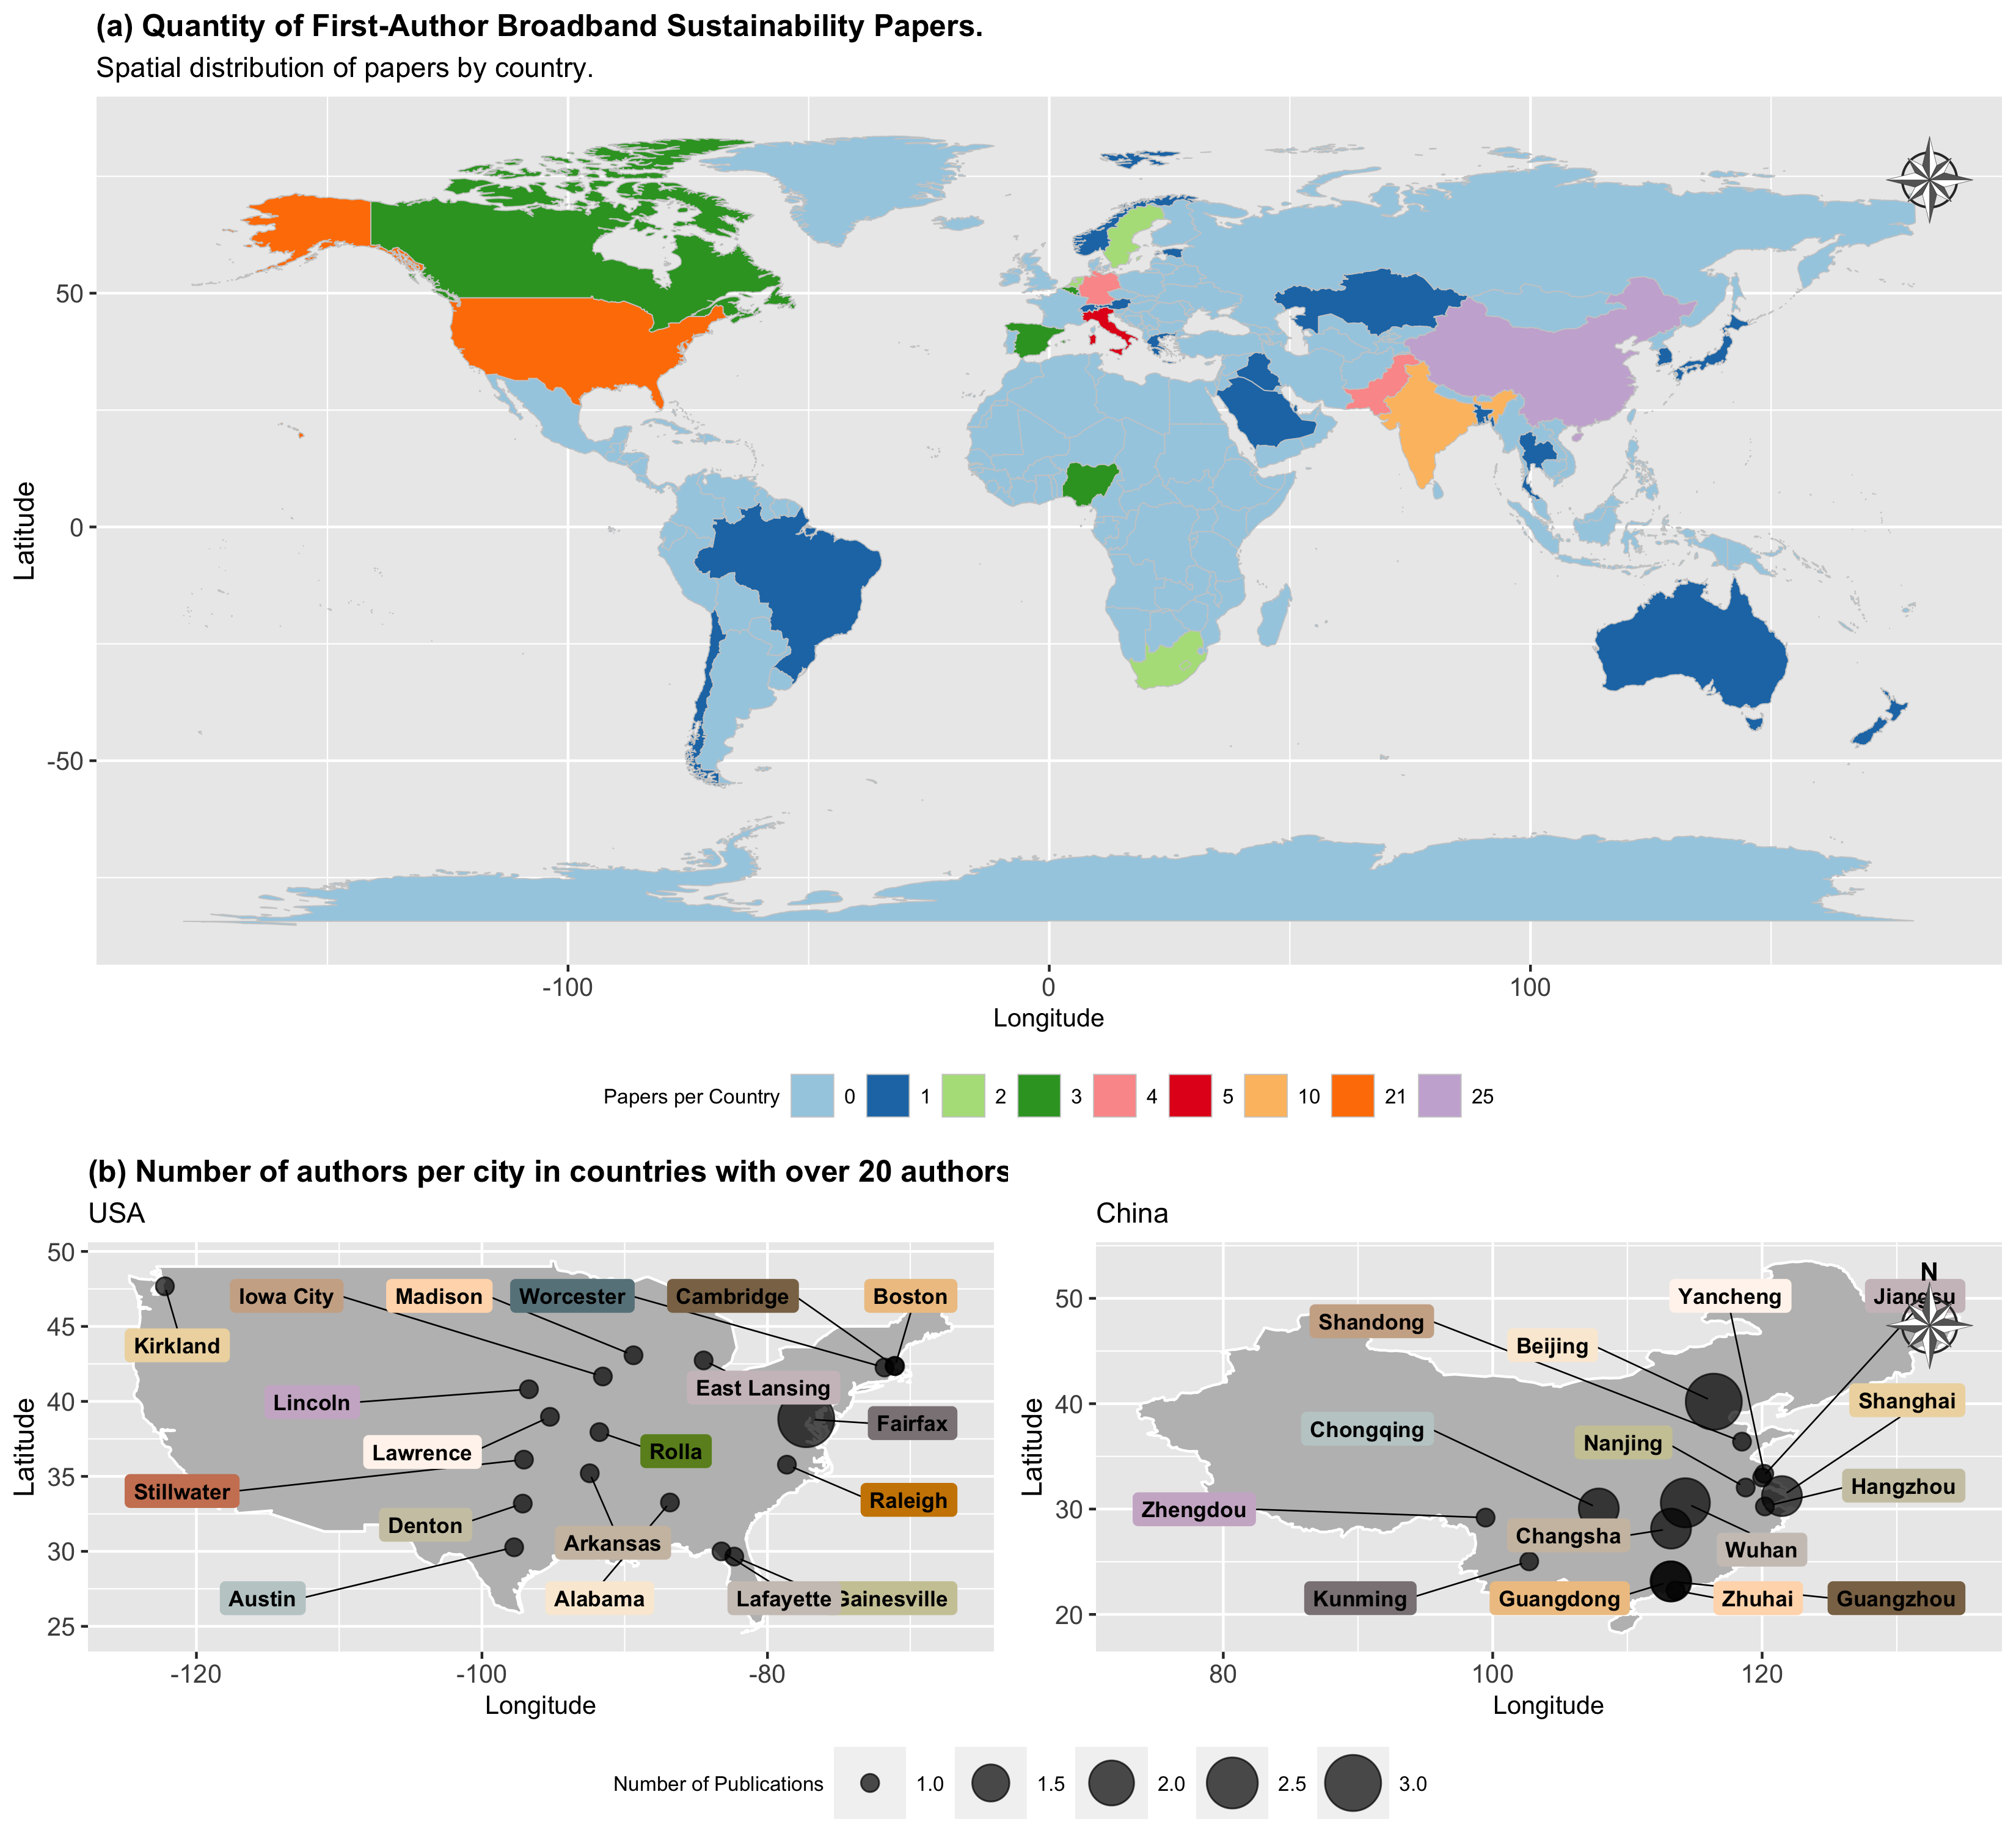 (a) Quantity of First-Author Broadband Sustainability Papers.
Spatial distribution of papers by country.
Latitude
50
0
-50
-100
0
100
Longitude
Papers per Country
0
1
2
3
4
5
10
21
25
(b) Number of authors per city in countries with over 20 authors
USA
Latitude
50
45
40
35
30
25
Iowa City
Madison
Worcester
Cambridge
Boston
Kirkland
East Lansing
Lincoln
Fairfax
Lawrence
Rolla
Stillwater
Raleigh
Denton
Arkansas
Austin
Alabama
Lafayette
Gainesville
-120
-100
-80
Longitude
China
Latitude
50
40
30
20
N
Yancheng
Jiangsu
Shandong
Beijing
Shanghai
Chongqing
Nanjing
Hangzhou
Zhengdou
Changsha
Wuhan
Kunming
Guangdong
Zhuhai
Guangzhou
80
100
120
Longitude
Number of Publications
1.0
1.5
2.0
2.5
3.0